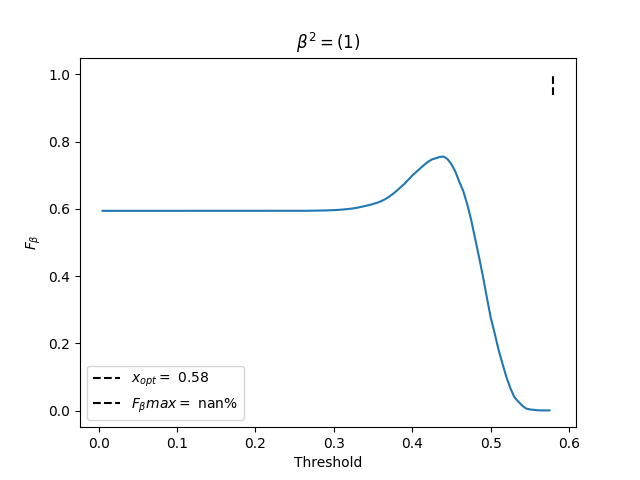 β² = (1)
1.0
0.8
0.6
0.4
0.2
0.0
F_β
x_opt = 0.58
F_β max = nan%
0.0 0.1 0.2 0.3 0.4 0.5 0.6
Threshold